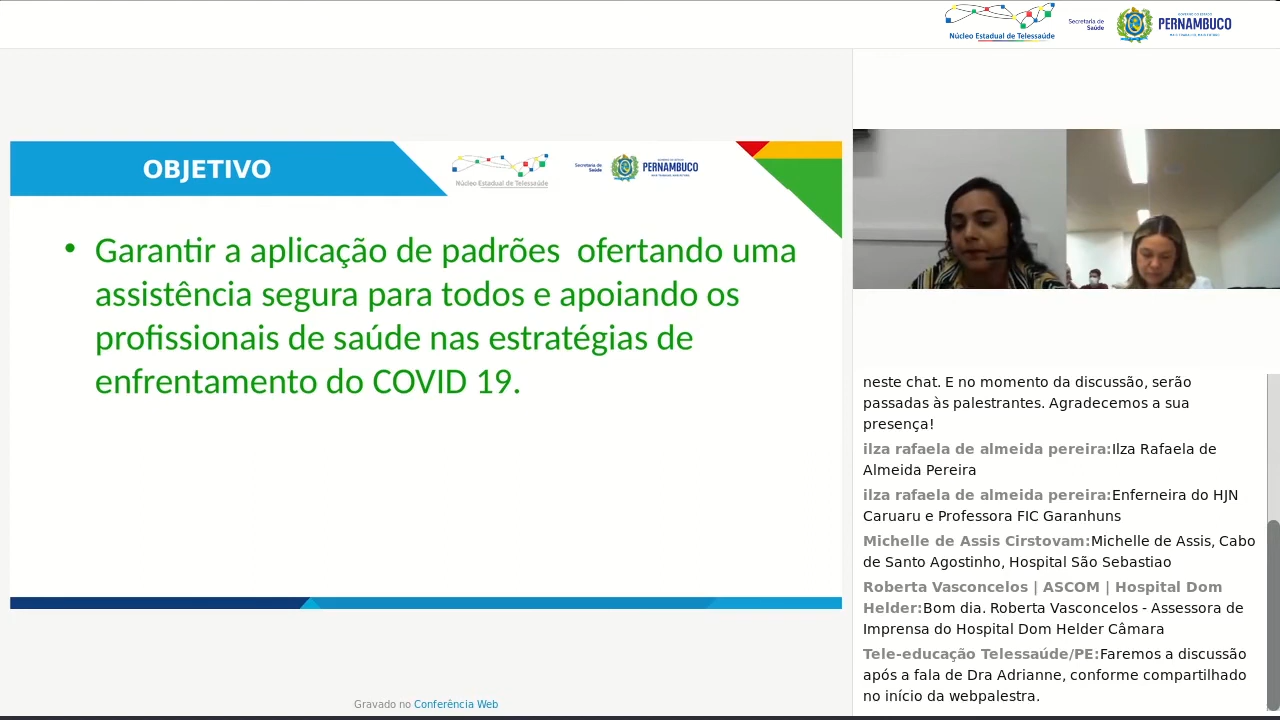 Núcleo Estadual de Telessaúde
Secretaria de
Saúde
PERNAMBUCO
OBJETIVO
Núcleo Estadual de Telessaúde
Secretaria de
Saúde
PERNAMBUCO
• Garantir a aplicação de padrões  ofertando uma
assistência segura para todos e apoiando os
profissionais de saúde nas estratégias de
enfrentamento do COVID 19.
neste chat. E no momento da discussão, serão
passadas às palestrantes. Agradecemos a sua
presença!
ilza rafaela de almeida pereira:Ilza Rafaela de
Almeida Pereira
ilza rafaela de almeida pereira:Enferneira do HJN
Caruaru e Professora FIC Garanhuns
Michelle de Assis Cirstovam:Michelle de Assis, Cabo
de Santo Agostinho, Hospital São Sebastiao
Roberta Vasconcelos | ASCOM | Hospital Dom
Helder:Bom dia. Roberta Vasconcelos - Assessora de
Imprensa do Hospital Dom Helder Câmara
Tele-educação Telessaúde/PE:Faremos a discussão
após a fala de Dra Adrianne, conforme compartilhado
no início da webpalestra.
Gravado no Conferência Web